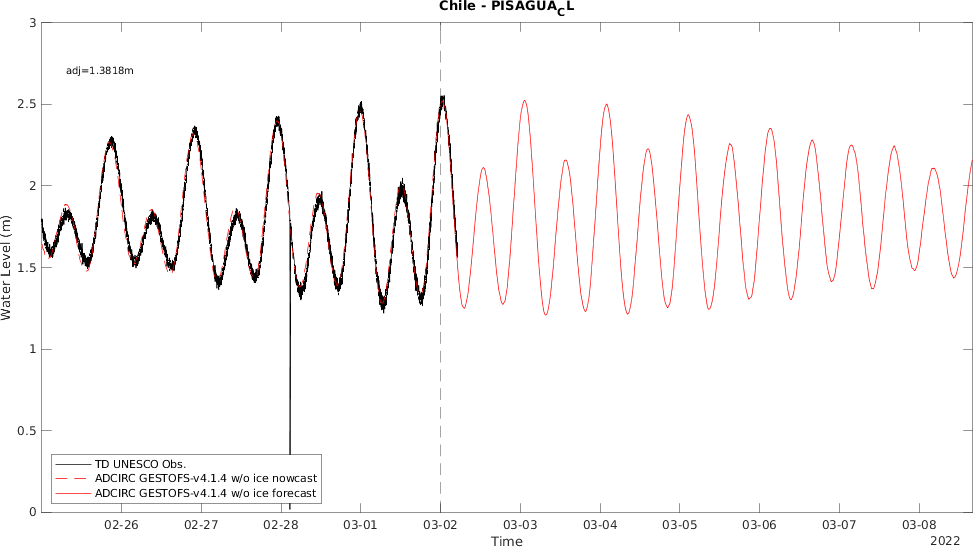 Chile - PISAGUA_CL
adj=1.3818m
3
2.5
2
1.5
1
0.5
0
Water Level (m)
TD UNESCO Obs.
ADCIRC GESTOFS-v4.1.4 w/o ice nowcast
ADCIRC GESTOFS-v4.1.4 w/o ice forecast
02-26 02-27 02-28 03-01 03-02 03-03 03-04 03-05 03-06 03-07 03-08
Time
2022